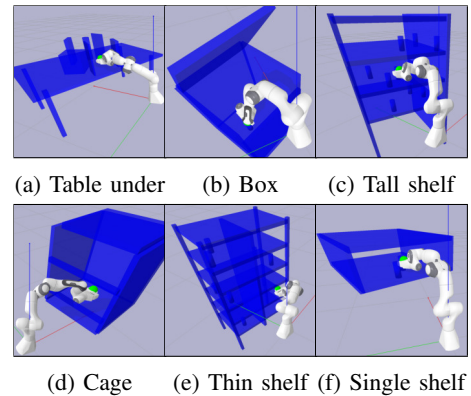 (a) Table under (b) Box (c) Tall shelf
(d) Cage (e) Thin shelf (f) Single shelf